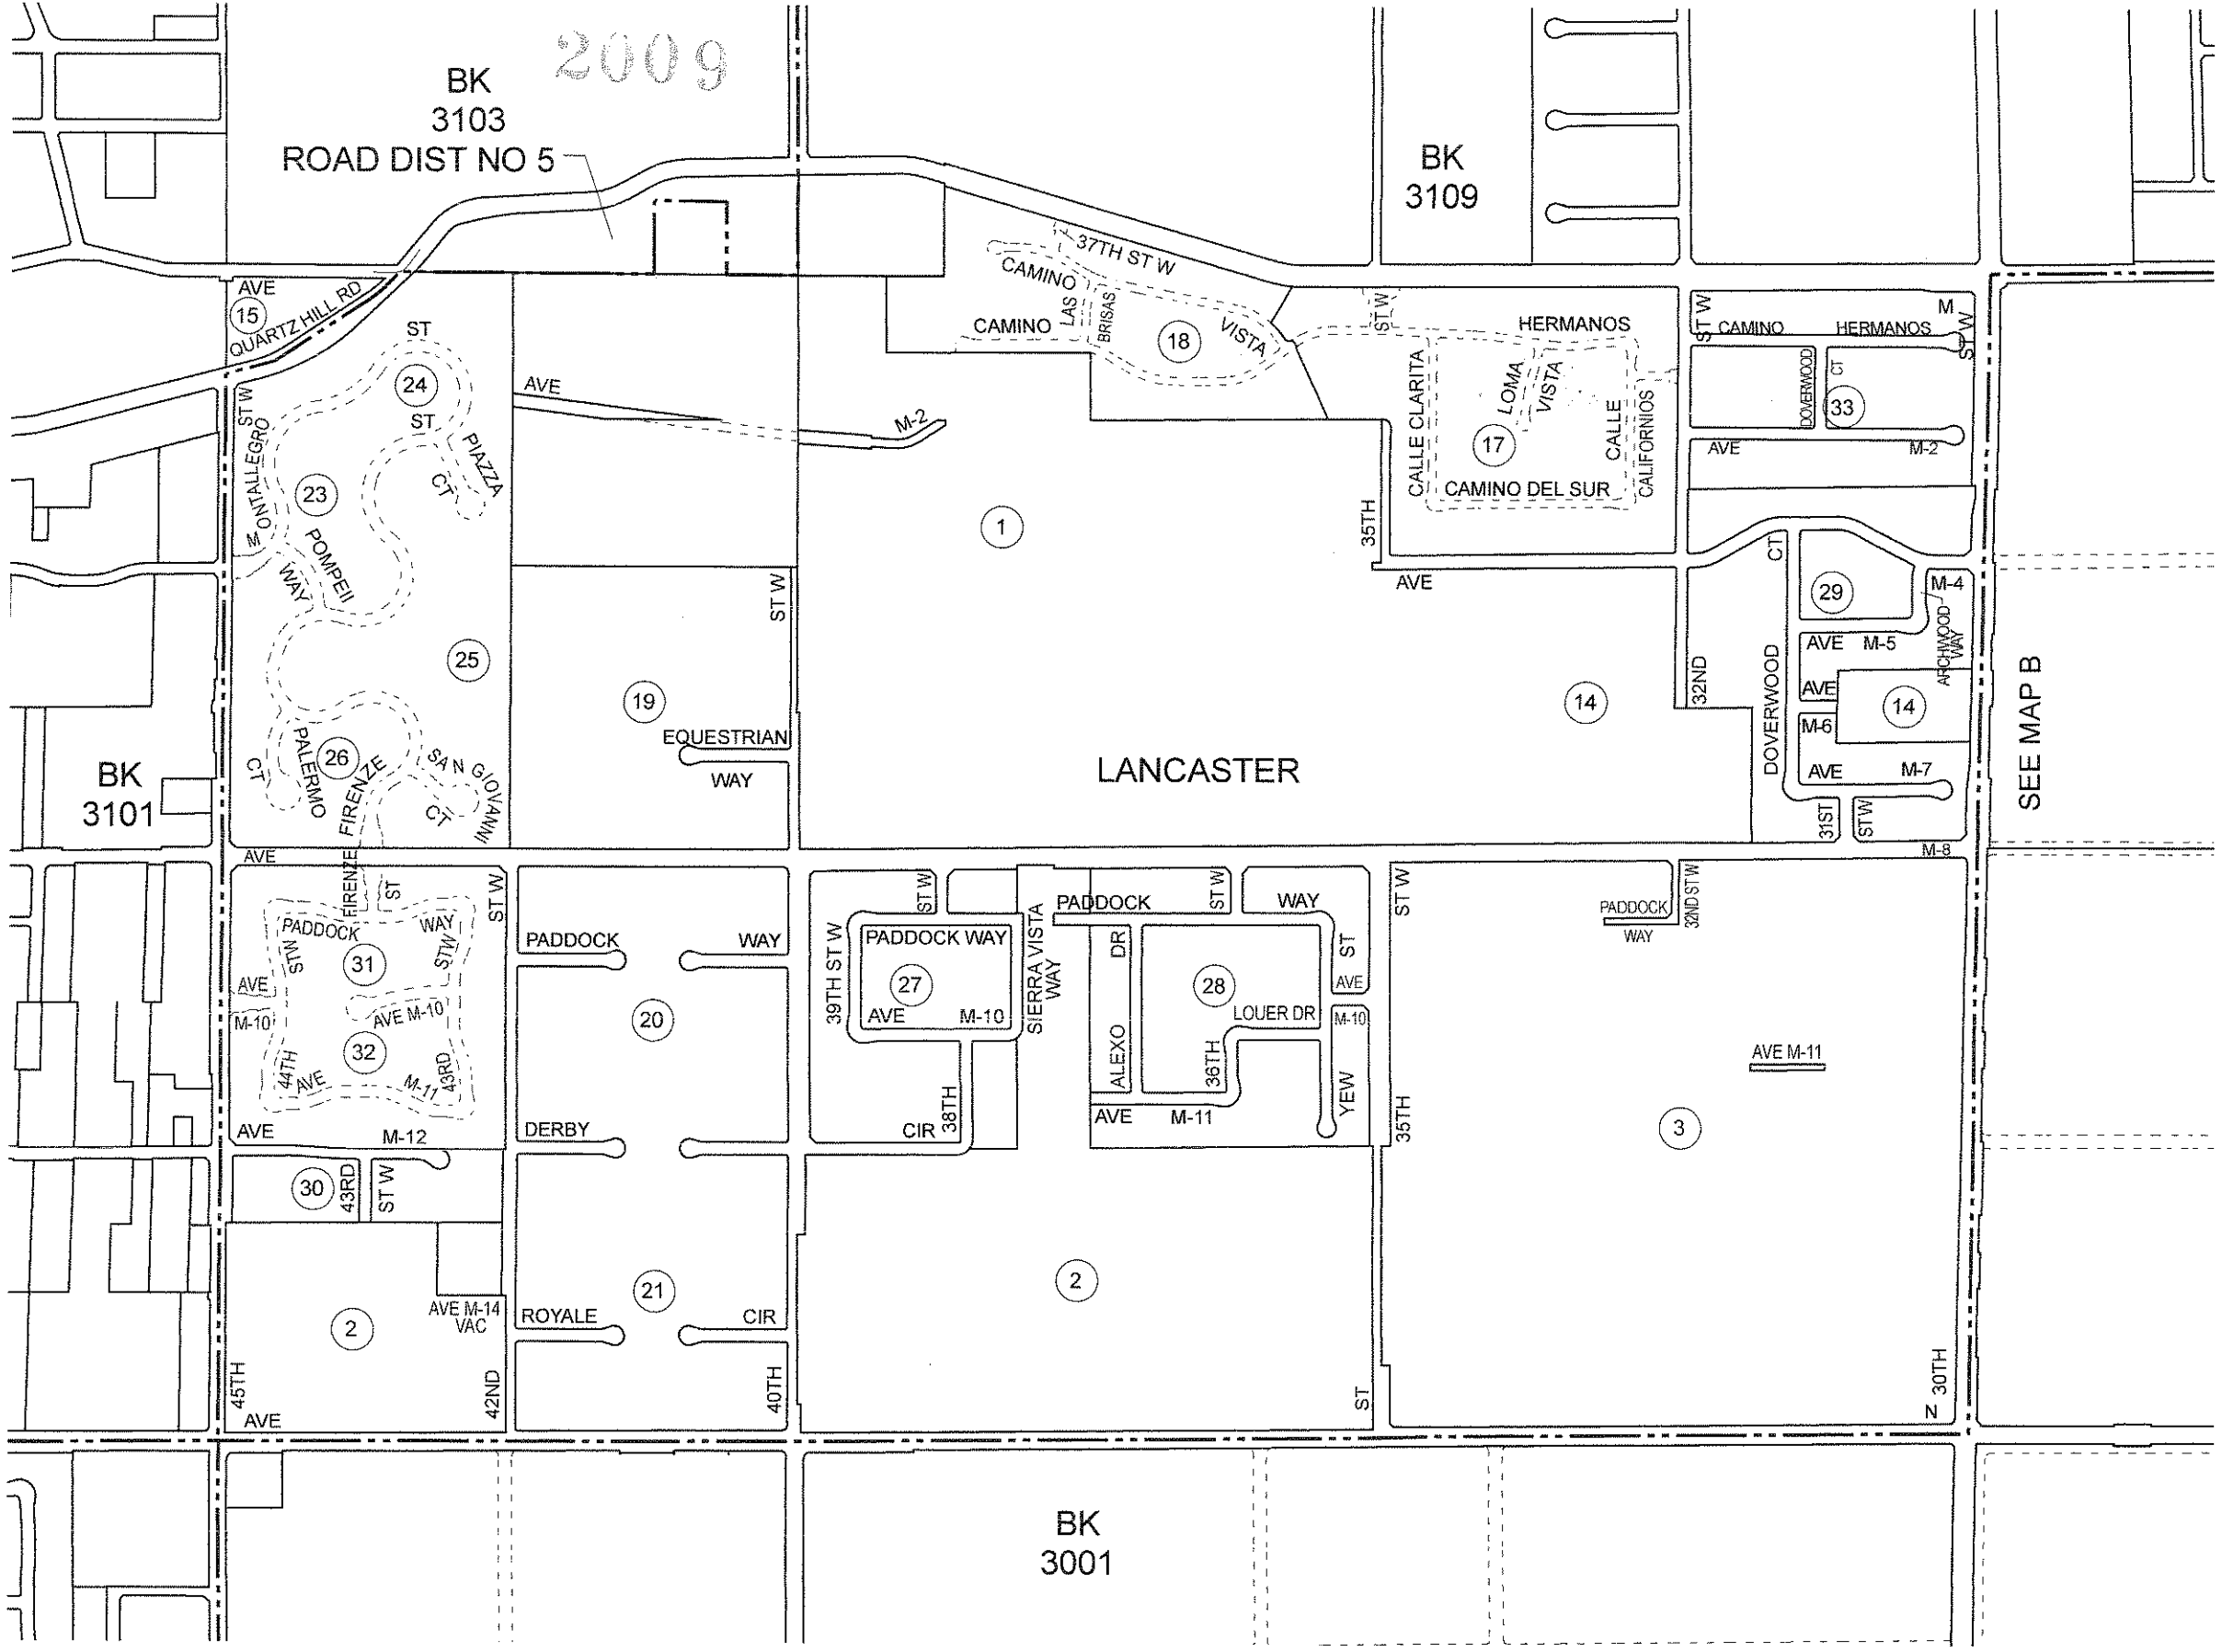 2009
BK
3103
ROAD DIST NO 5
BK
3109
37TH ST W
CAMINO
CAMINO
LAS
BRISAS
18
VISTA
ST W
HERMANOS
CALLE CLARITA
LOMA
VISTA
17
CALLE
CALIFORNIOS
CAMINO DEL SUR
ST W
CAMINO
HERMANOS
M
ST W
DOVERWOOD
CT
33
AVE
M-2
AVE
15
QUARTZ HILL RD
ST
24
ST
ST W
MONTALLEGRO
23
PIAZZA
CT
POMPEII
WAY
25
26
PALERMO
CT
FIRENZE
SAN GIOVANNI
CT
AVE
M-2
1
35TH
AVE
ST W
19
EQUESTRIAN
WAY
LANCASTER
14
32ND
CT
29
M-4
ARCHWOOD
WAY
AVE
M-5
AVE
M-6
14
DOVERWOOD
AVE
M-7
31ST
ST W
M-8
SEE MAP B
BK
3101
AVE
FIRENZE
ST
ST W
PADDOCK
WAY
STW
STW
31
AVE
M-10
AVE M-10
32
44TH
AVE
M-11
43RD
AVE
M-12
30
43RD
ST W
2
AVE M-14
VAC
45TH
AVE
42ND
PADDOCK
WAY
20
DERBY
21
ROYALE
CIR
40TH
ST W
39TH ST W
PADDOCK WAY
27
AVE
M-10
SIERRA VISTA
WAY
CIR
38TH
PADDOCK
ST W
WAY
DR
ALEXO
28
LOUER DR
ST
AVE
M-10
36TH
YEW
AVE
M-11
2
ST
ST W
35TH
PADDOCK
WAY
32ND ST W
AVE M-11
3
30TH
N
BK
3001